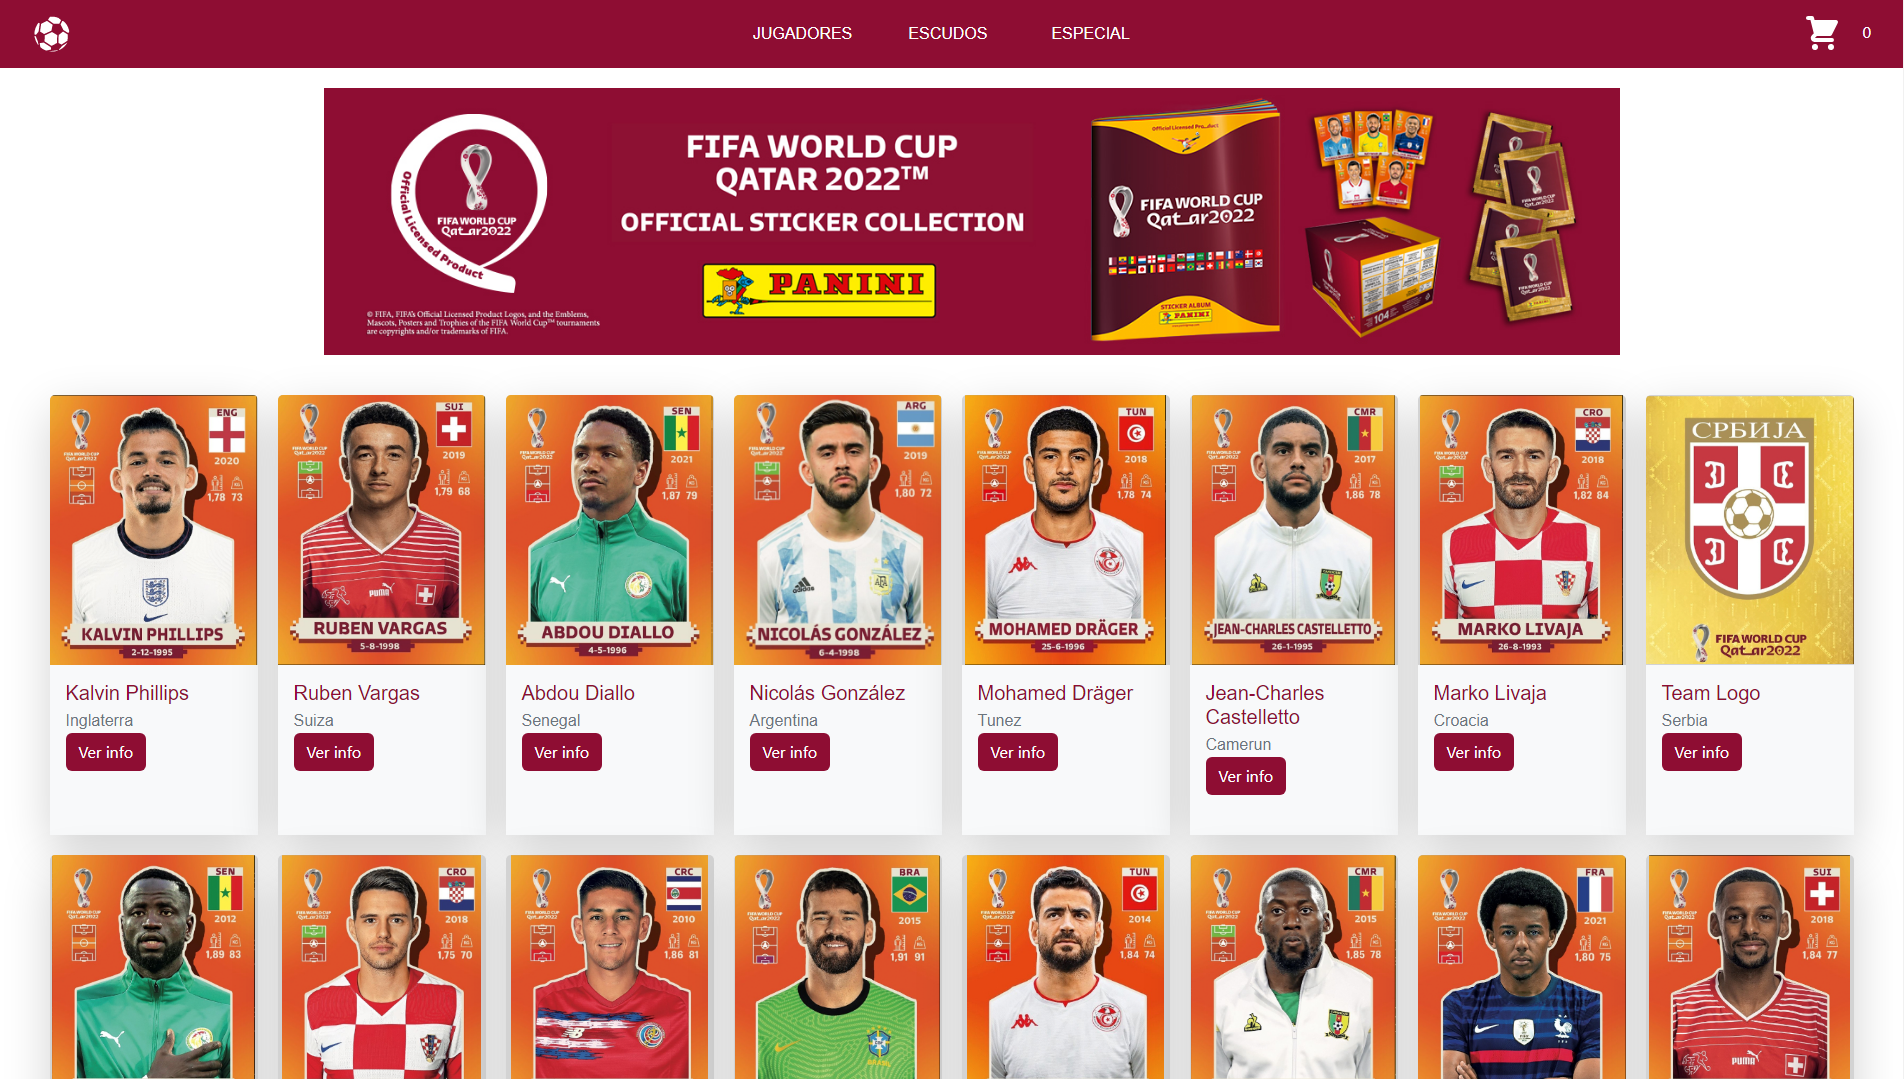 JUGADORES ESCUDOS ESPECIAL 0
Official Licensed Product
FIFA WORLD CUP
Qatar2022
© FIFA, FIFA's Official Licensed Product Logos, and the Emblems,
Mascots, Posters and Trophies of the FIFA World Cup™ tournaments
are copyrights and/or trademarks of FIFA.
FIFA WORLD CUP
QATAR 2022™
OFFICIAL STICKER COLLECTION
PANINI
Official Licensed Product
FIFA WORLD CUP
Qatar2022
STICKER ALBUM
PANINI
104
ENG
2020
1,78 73
KALVIN PHILLIPS
2-12-1995
SUI
2019
1,79 68
RUBEN VARGAS
5-8-1998
SEN
2021
1,87 79
ABDOU DIALLO
4-5-1996
ARG
2019
1,80 72
NICOLÁS GONZÁLEZ
6-4-1998
TUN
2018
1,78 74
MOHAMED DRÄGER
25-6-1996
CMR
2017
1,86 78
JEAN-CHARLES CASTELLETTO
26-1-1995
CRO
2018
1,82 84
MARKO LIVAJA
26-8-1993
СРБИЈА
FIFA WORLD CUP
Qatar2022
Kalvin Phillips
Inglaterra
Ver info
Ruben Vargas
Suiza
Ver info
Abdou Diallo
Senegal
Ver info
Nicolás González
Argentina
Ver info
Mohamed Dräger
Tunez
Ver info
Jean-Charles
Castelletto
Camerun
Ver info
Marko Livaja
Croacia
Ver info
Team Logo
Serbia
Ver info
SEN
2012
1,89 83
CRO
2018
1,75 70
CRC
2010
1,86 81
BRA
2015
1,91 91
TUN
2014
1,84 74
CMR
2015
1,85 78
FRA
2021
1,80 75
SUI
2018
1,84 77